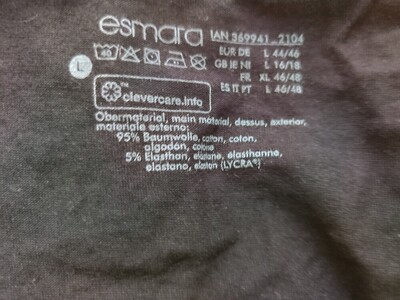 esmara IAN 369941_2104
40
EUR DE L 44/46
GB IE NI L 16/18
FR XL 46/48
ES IT PT L 46/48
L
clevercare.info
Obermaterial, main material, dessus, exterior,
materiale esterno:
95% Baumwolle, cotton, coton,
algodón, cotone
5% Elasthan, elastane, élasthanne,
elastano, elastan (LYCRA®)